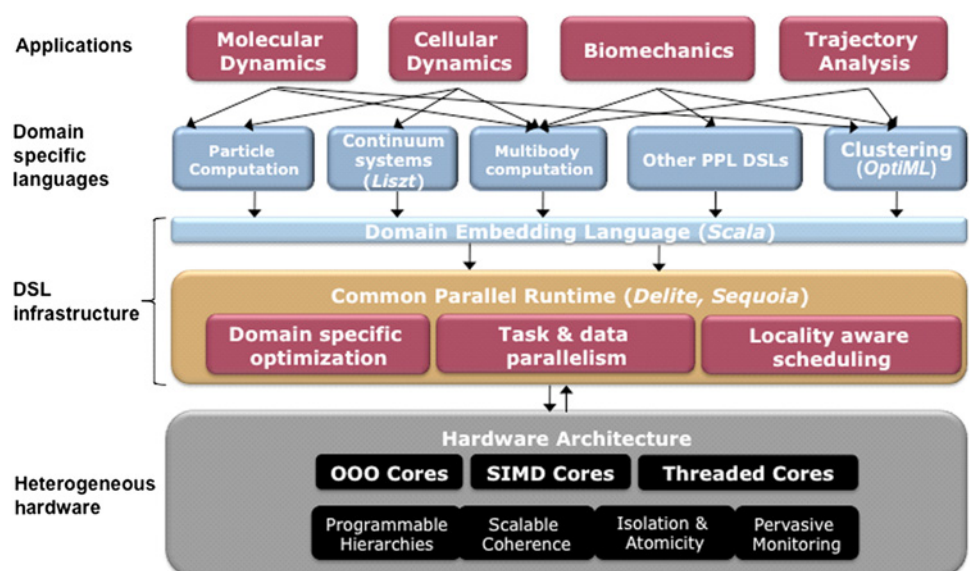 Applications
Molecular
Dynamics
Cellular
Dynamics
Biomechanics
Trajectory
Analysis
Domain
specific
languages
Particle
Computation
Continuum
systems
(Liszt)
Multibody
computation
Other PPL DSLs
Clustering
(OptiML)
Domain Embedding Language (Scala)
DSL
infrastructure
Common Parallel Runtime (Delite, Sequoia)
Domain specific
optimization
Task & data
parallelism
Locality aware
scheduling
Heterogeneous
hardware
Hardware Architecture
OOO Cores
SIMD Cores
Threaded Cores
Programmable
Hierarchies
Scalable
Coherence
Isolation &
Atomicity
Pervasive
Monitoring